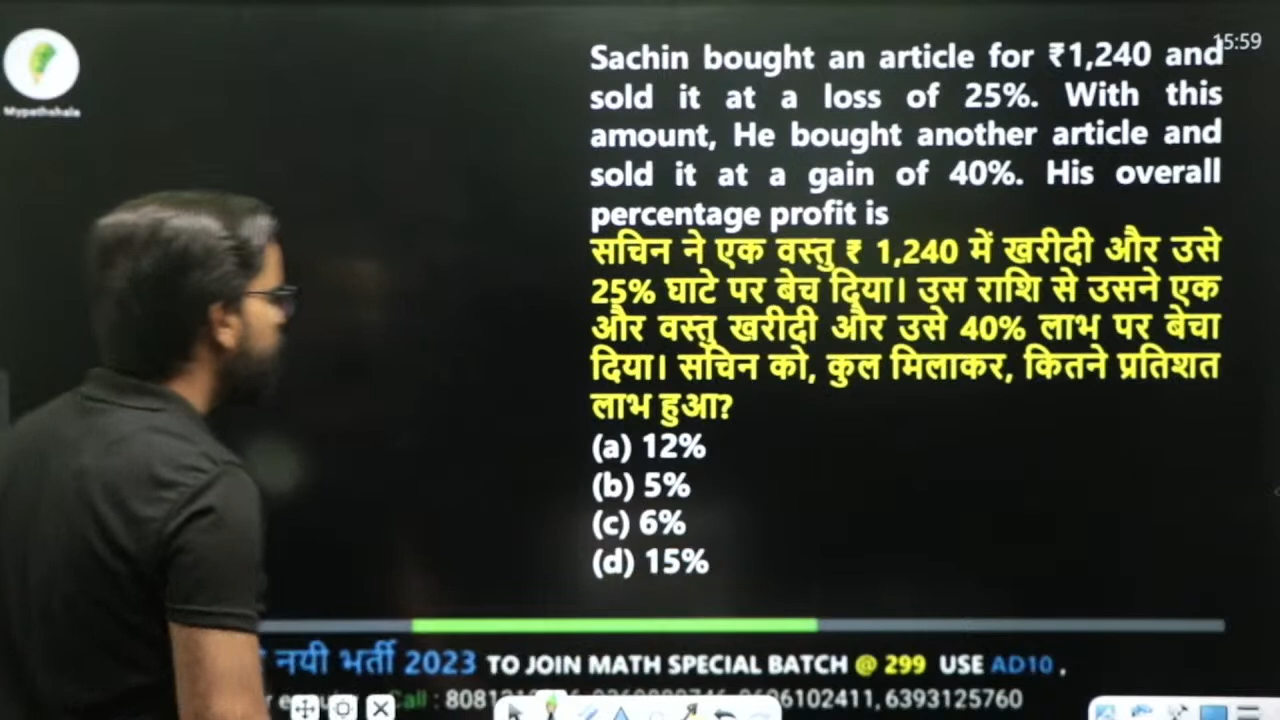 15:59
Mypathshala
Sachin bought an article for ₹1,240 and
sold it at a loss of 25%. With this
amount, He bought another article and
sold it at a gain of 40%. His overall
percentage profit is
सचिन ने एक वस्तु ₹ 1,240 में खरीदी और उसे
25% घाटे पर बेच दिया। उस राशि से उसने एक
और वस्तु खरीदी और उसे 40% लाभ पर बेचा
दिया। सचिन को, कुल मिलाकर, कितने प्रतिशत
लाभ हुआ?
(a) 12%
(b) 5%
(c) 6%
(d) 15%
नयी भर्ती 2023 TO JOIN MATH SPECIAL BATCH @ 299 USE AD10 .
Call : 6393125760